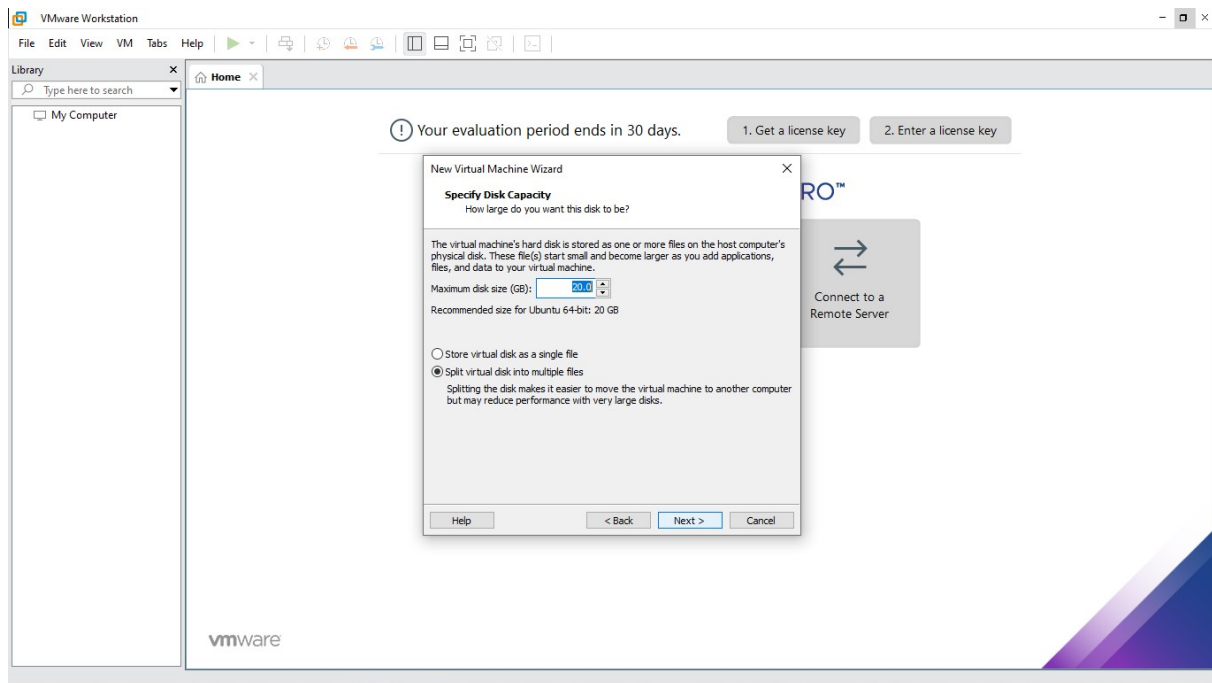 VMware Workstation
File Edit View VM Tabs Help
Library
Type here to search
My Computer
Home
Your evaluation period ends in 30 days.
1. Get a license key
2. Enter a license key
RO™
Connect to a
Remote Server
New Virtual Machine Wizard
Specify Disk Capacity
How large do you want this disk to be?
The virtual machine's hard disk is stored as one or more files on the host computer's
physical disk. These file(s) start small and become larger as you add applications,
files, and data to your virtual machine.
Maximum disk size (GB): 20.0
Recommended size for Ubuntu 64-bit: 20 GB
Store virtual disk as a single file
Split virtual disk into multiple files
Splitting the disk makes it easier to move the virtual machine to another computer
but may reduce performance with very large disks.
Help
< Back
Next >
Cancel
vmware